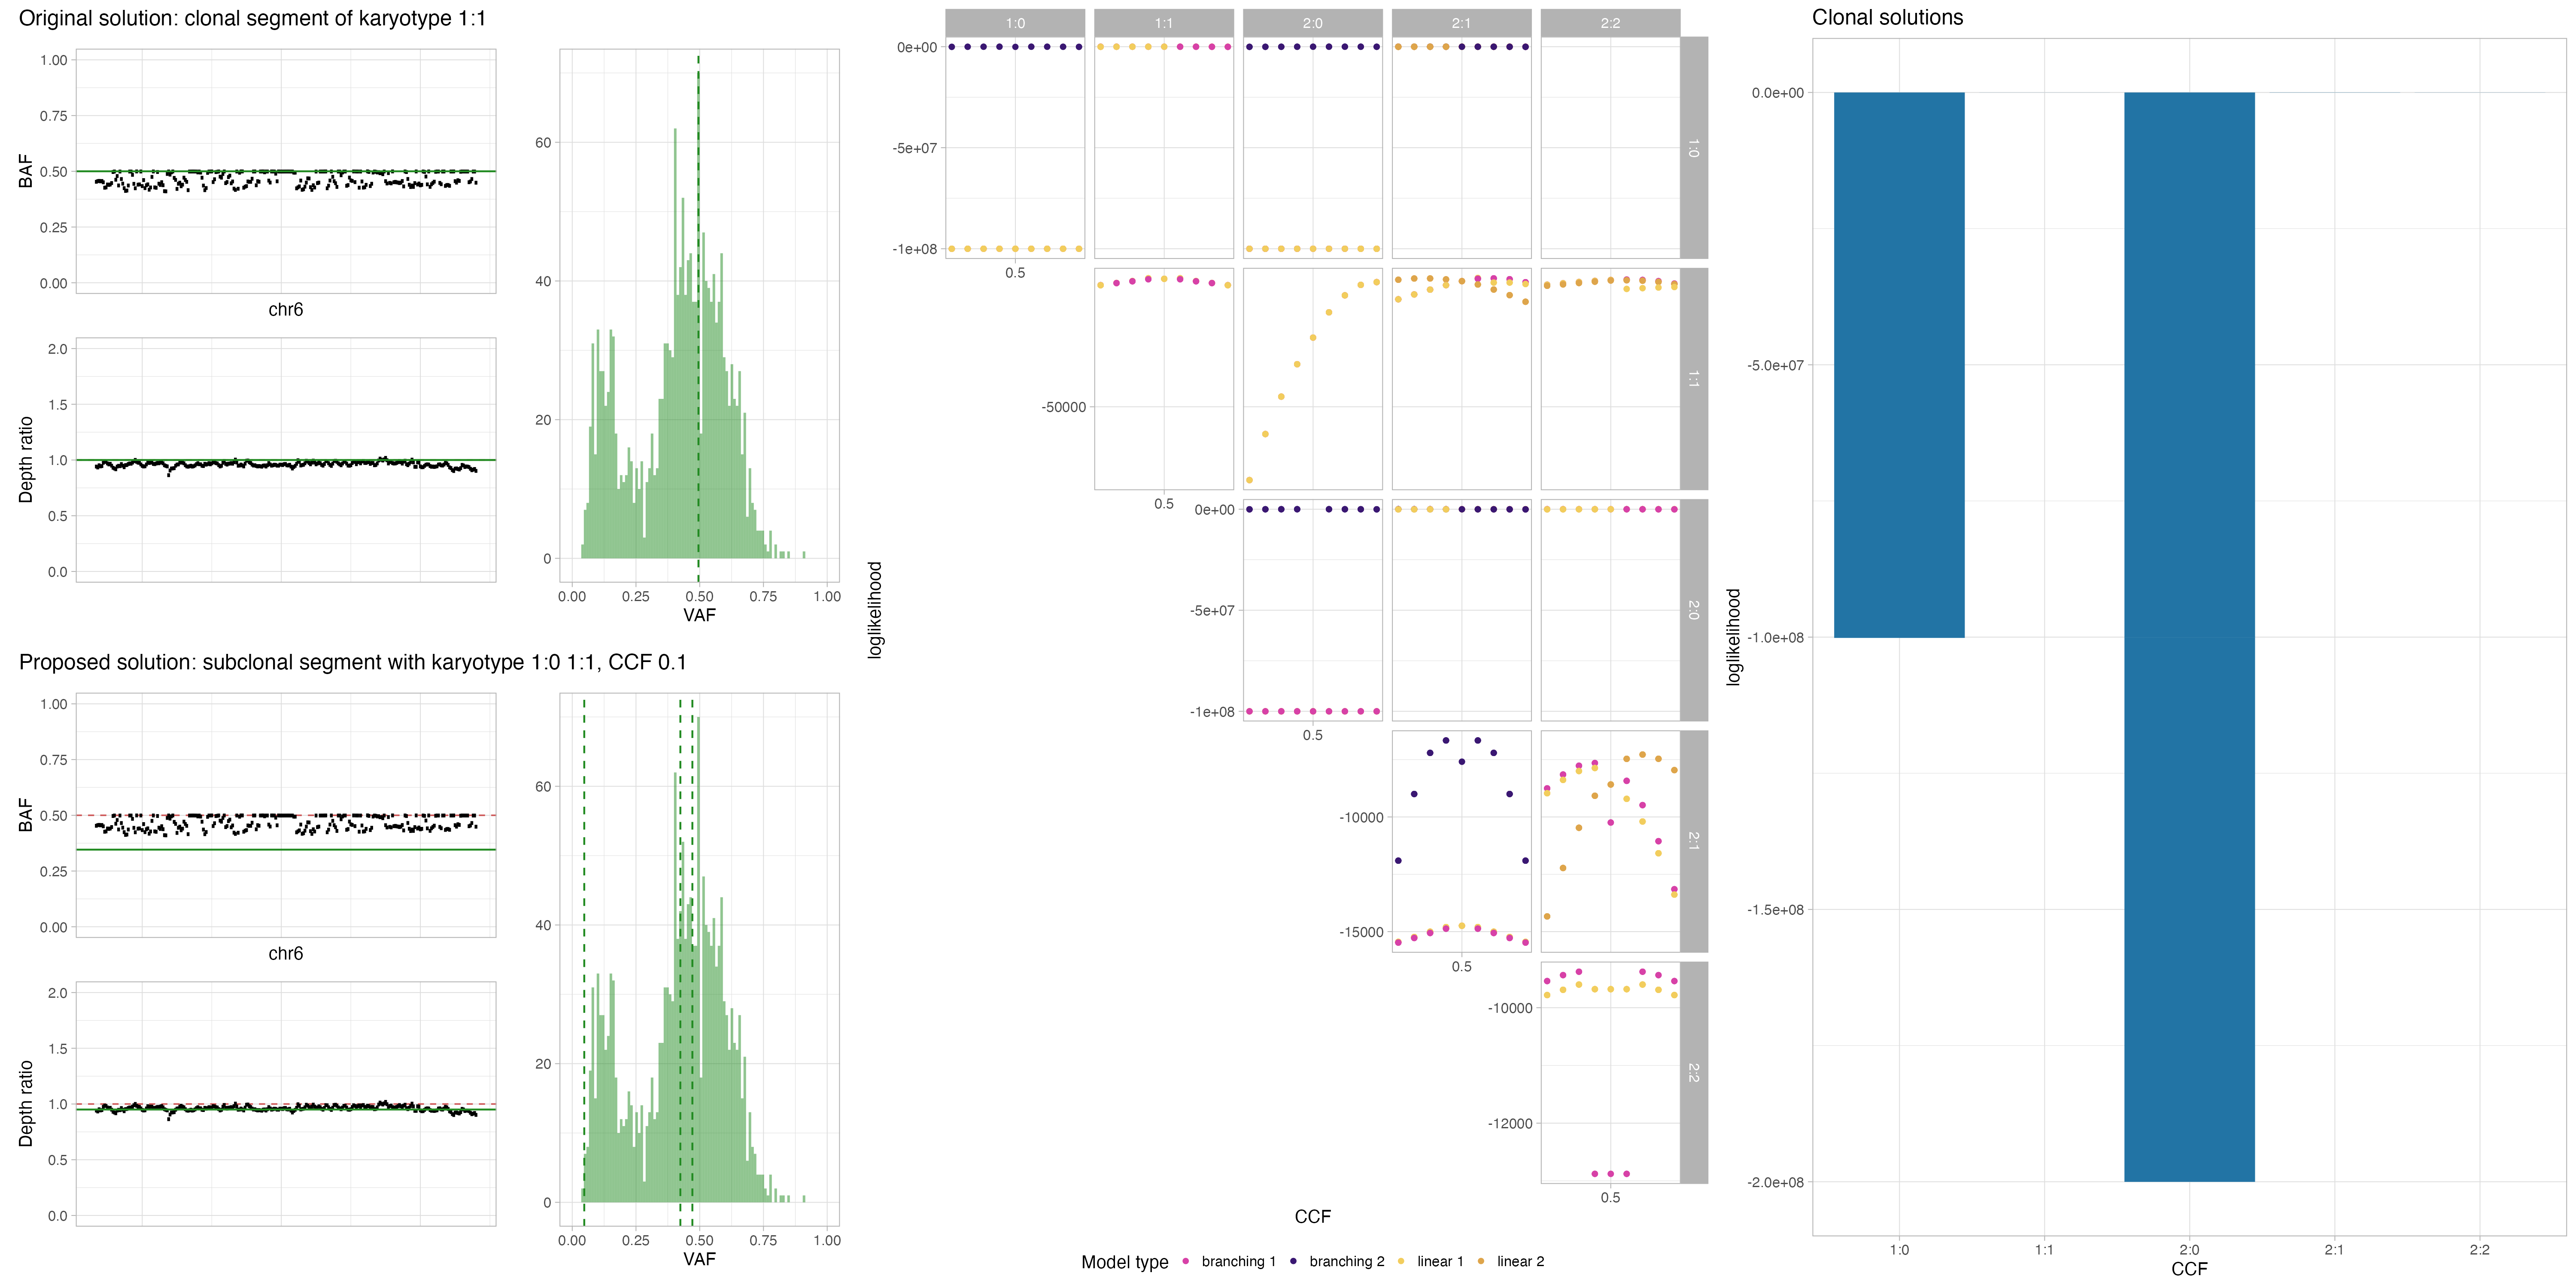 Original solution: clonal segment of karyotype 1:1
1.00
0.75
0.50
0.25
0.00
BAF
chr6
2.0
1.5
1.0
0.5
0.0
Depth ratio
60
40
20
0
0.00 0.25 0.50 0.75 1.00
VAF
Proposed solution: subclonal segment with karyotype 1:0 1:1, CCF 0.1
1.00
0.75
0.50
0.25
0.00
BAF
chr6
2.0
1.5
1.0
0.5
0.0
Depth ratio
60
40
20
0
0.00 0.25 0.50 0.75 1.00
VAF
loglikelihood
1:0 1:1 2:0 2:1 2:2
0e+00
-5e+07
-1e+08
0.5
1:0
-50000
0.5
1:1
0e+00
-5e+07
-1e+08
0.5
2:0
-10000
-15000
0.5
2:1
-10000
-12000
0.5
2:2
CCF
Model type branching 1 branching 2 linear 1 linear 2
Clonal solutions
0.0e+00
-5.0e+07
-1.0e+08
-1.5e+08
-2.0e+08
loglikelihood
1:0 1:1 2:0 2:1 2:2
CCF